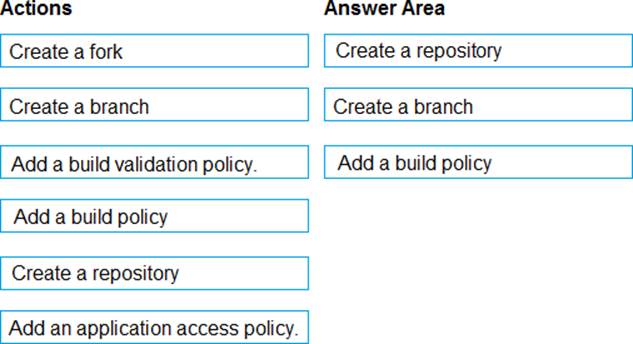 Actions
Answer Area
Create a fork
Create a repository
Create a branch
Create a branch
Add a build validation policy.
Add a build policy
Add a build policy
Create a repository
Add an application access policy.